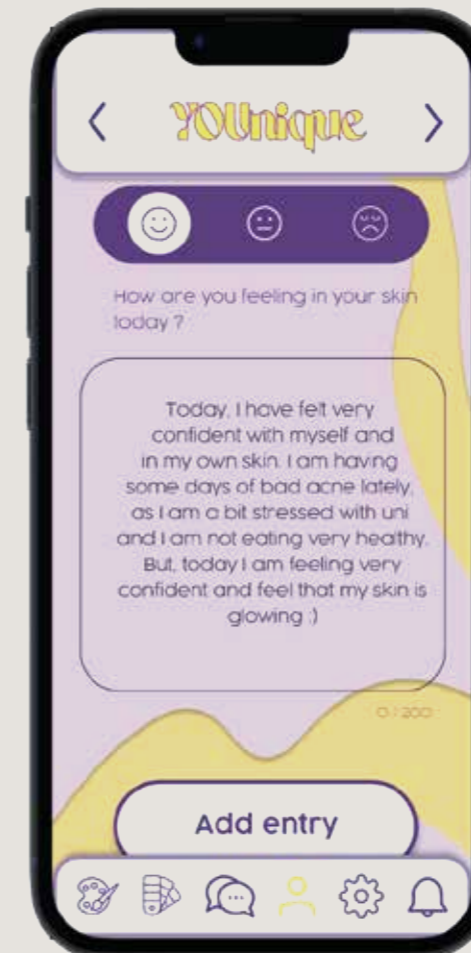 YOUnique
How are you feeling in your skin
today ?
Today, I have felt very
confident with myself and
in my own skin. I am having
some days of bad acne lately,
as I am a bit stressed with uni
and I am not eating very healthy.
But, today I am feeling very
confident and feel that my skin is
glowing :)
0 / 200
Add entry